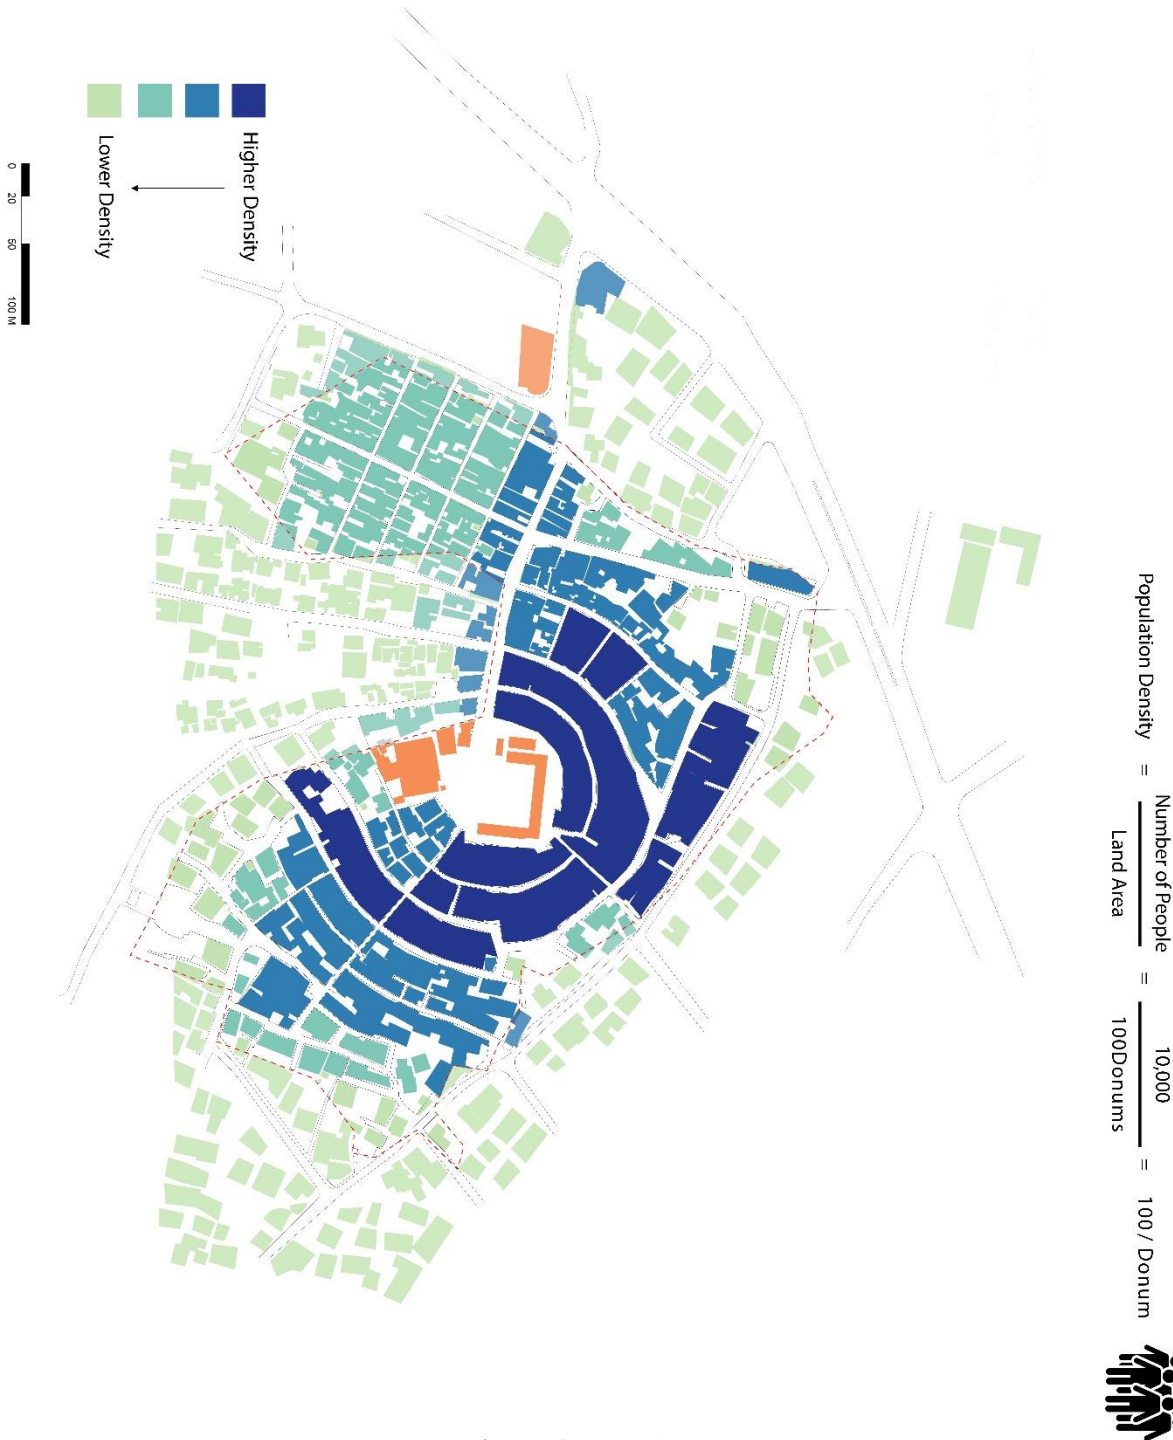 Higher Density
Lower Density
0 20 50 100 M
Population Density = Number of People = 10,000 = 100 / Donum
Land Area 100Donums